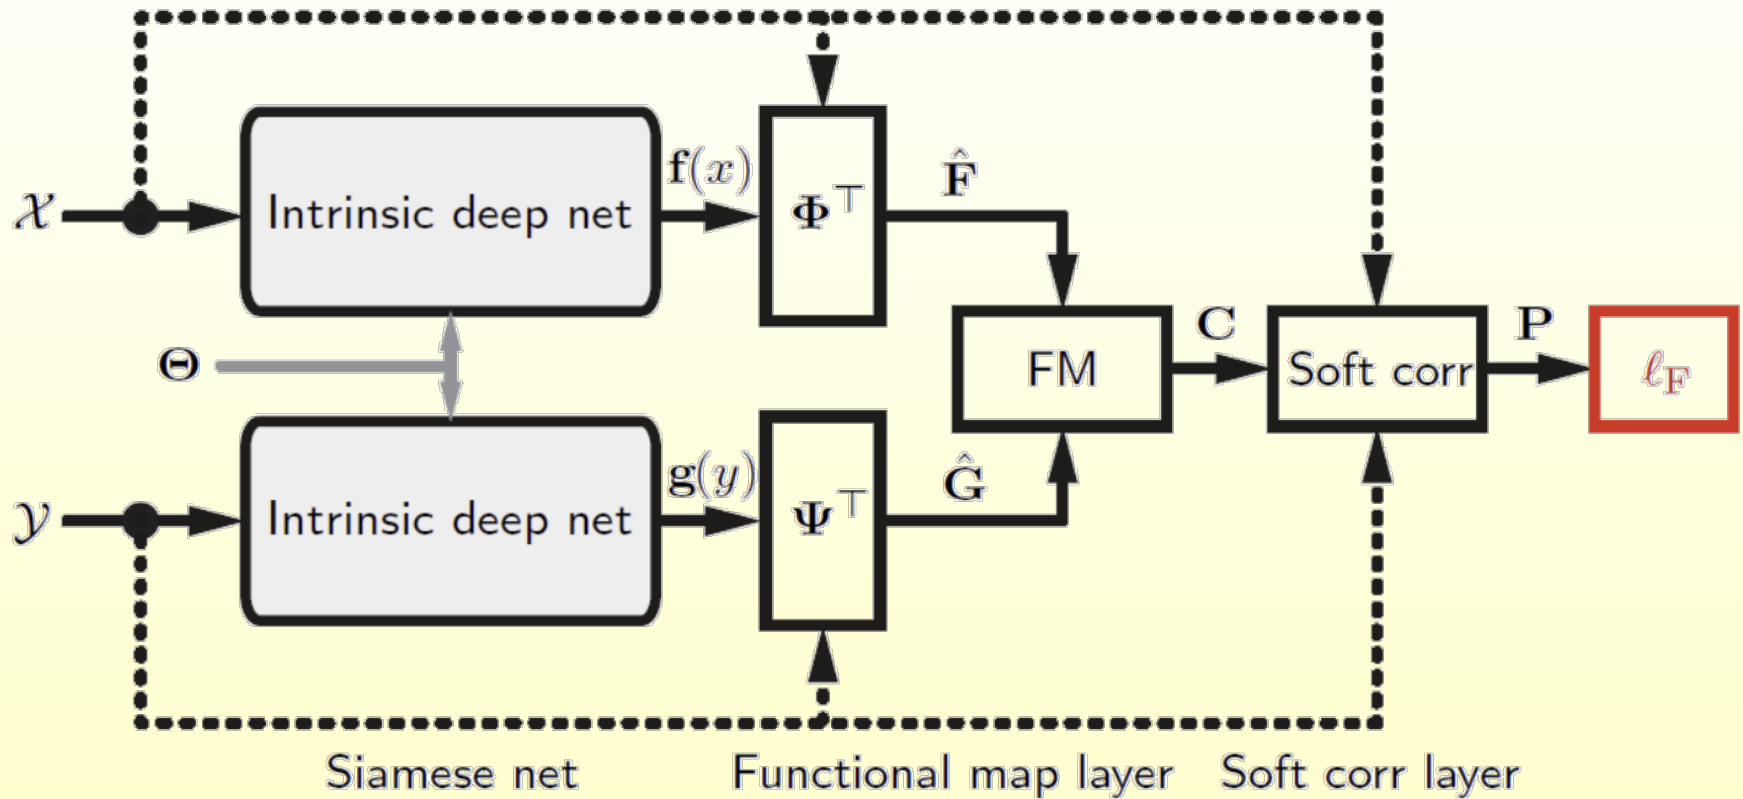 𝒳
Intrinsic deep net
f(x)
Φ⊤
F̂
Θ
FM
C
Soft corr
P
ℓF
𝒴
Intrinsic deep net
g(y)
Ψ⊤
Ĝ
Siamese net
Functional map layer
Soft corr layer